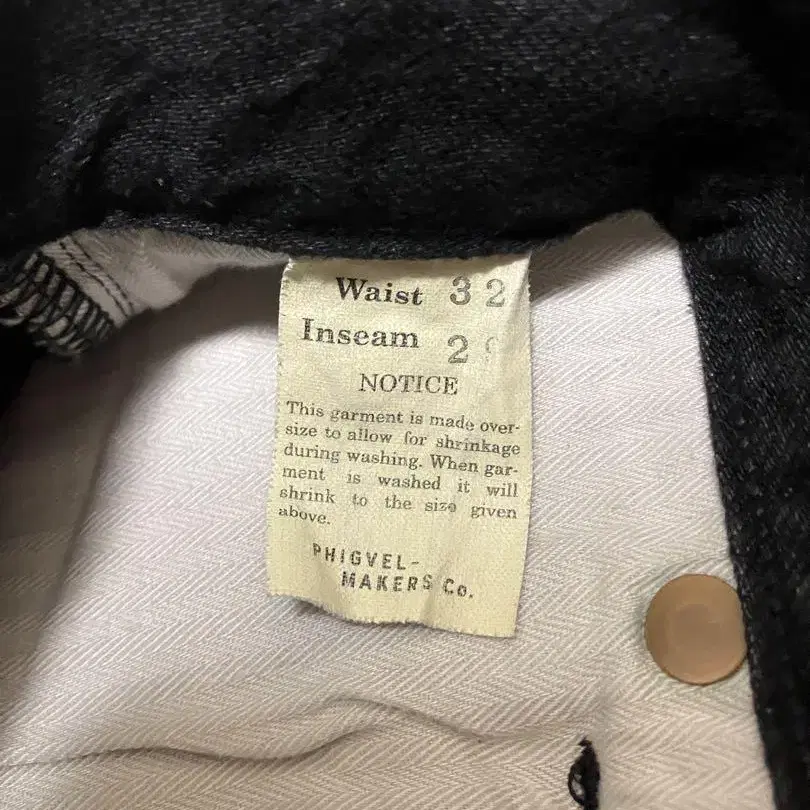 Waist 32
Inseam 2
NOTICE
This garment is made over-
size to allow for shrinkage
during washing. When gar-
ment is washed it will
shrink to the size given
above.
PHIGVEL-
MAKERS Co.